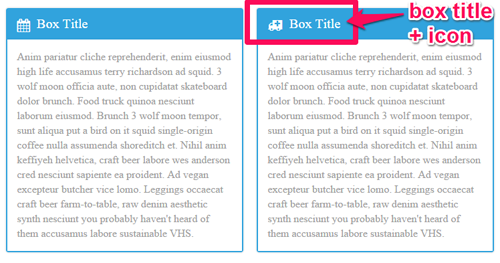 Box Title
Anim pariatur cliche reprehenderit, enim eiusmod
high life accusamus terry richardson ad squid. 3
wolf moon officia aute, non cupidatat skateboard
dolor brunch. Food truck quinoa nesciunt
laborum eiusmod. Brunch 3 wolf moon tempor,
sunt aliqua put a bird on it squid single-origin
coffee nulla assumenda shoreditch et. Nihil anim
keffiyeh helvetica, craft beer labore wes anderson
cred nesciunt sapiente ea proident. Ad vegan
excepteur butcher vice lomo. Leggings occaecat
craft beer farm-to-table, raw denim aesthetic
synth nesciunt you probably haven't heard of
them accusamus labore sustainable VHS.
Box Title
Anim pariatur cliche reprehenderit, enim eiusmod
high life accusamus terry richardson ad squid. 3
wolf moon officia aute, non cupidatat skateboard
dolor brunch. Food truck quinoa nesciunt
laborum eiusmod. Brunch 3 wolf moon tempor,
sunt aliqua put a bird on it squid single-origin
coffee nulla assumenda shoreditch et. Nihil anim
keffiyeh helvetica, craft beer labore wes anderson
cred nesciunt sapiente ea proident. Ad vegan
excepteur butcher vice lomo. Leggings occaecat
craft beer farm-to-table, raw denim aesthetic
synth nesciunt you probably haven't heard of
them accusamus labore sustainable VHS.
box title
+ icon